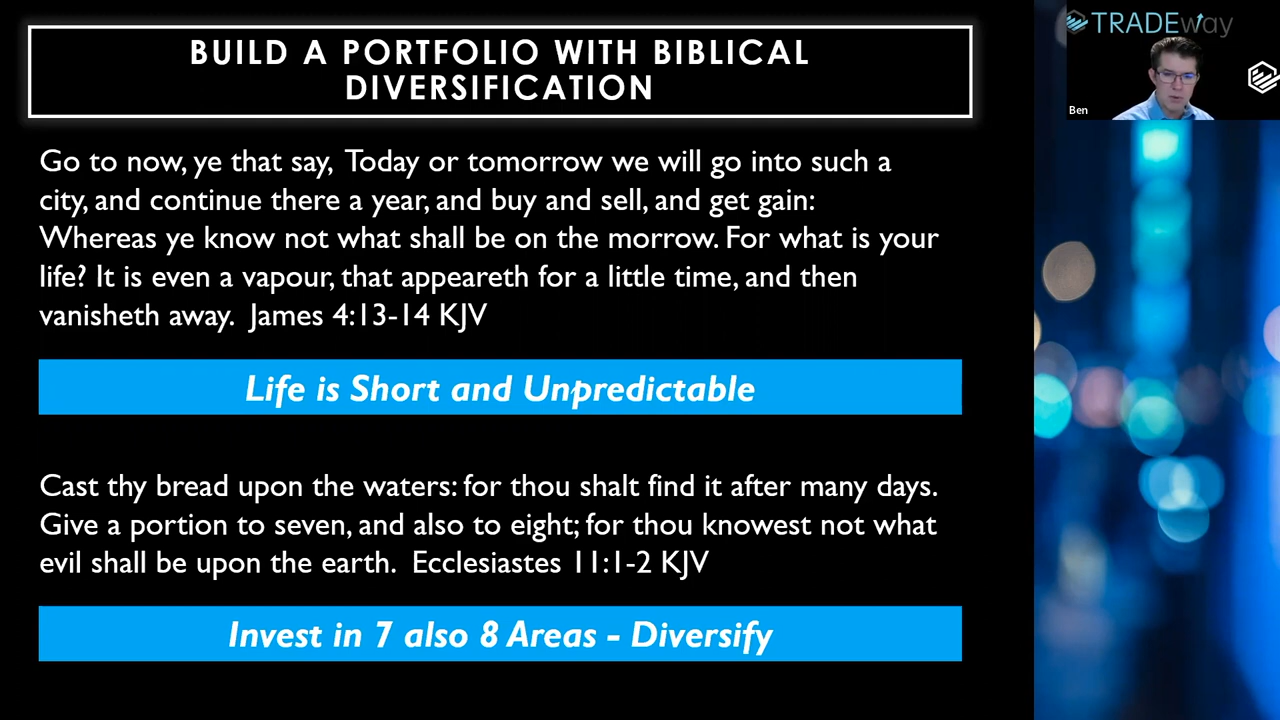 BUILD A PORTFOLIO WITH BIBLICAL
DIVERSIFICATION
TRADEway
Ben
Go to now, ye that say,  Today or tomorrow we will go into such a
city, and continue there a year, and buy and sell, and get gain:
Whereas ye know not what shall be on the morrow. For what is your
life? It is even a vapour, that appeareth for a little time, and then
vanisheth away.  James 4:13-14 KJV
Life is Short and Unpredictable
Cast thy bread upon the waters: for thou shalt find it after many days.
Give a portion to seven, and also to eight; for thou knowest not what
evil shall be upon the earth.  Ecclesiastes 11:1-2 KJV
Invest in 7 also 8 Areas - Diversify